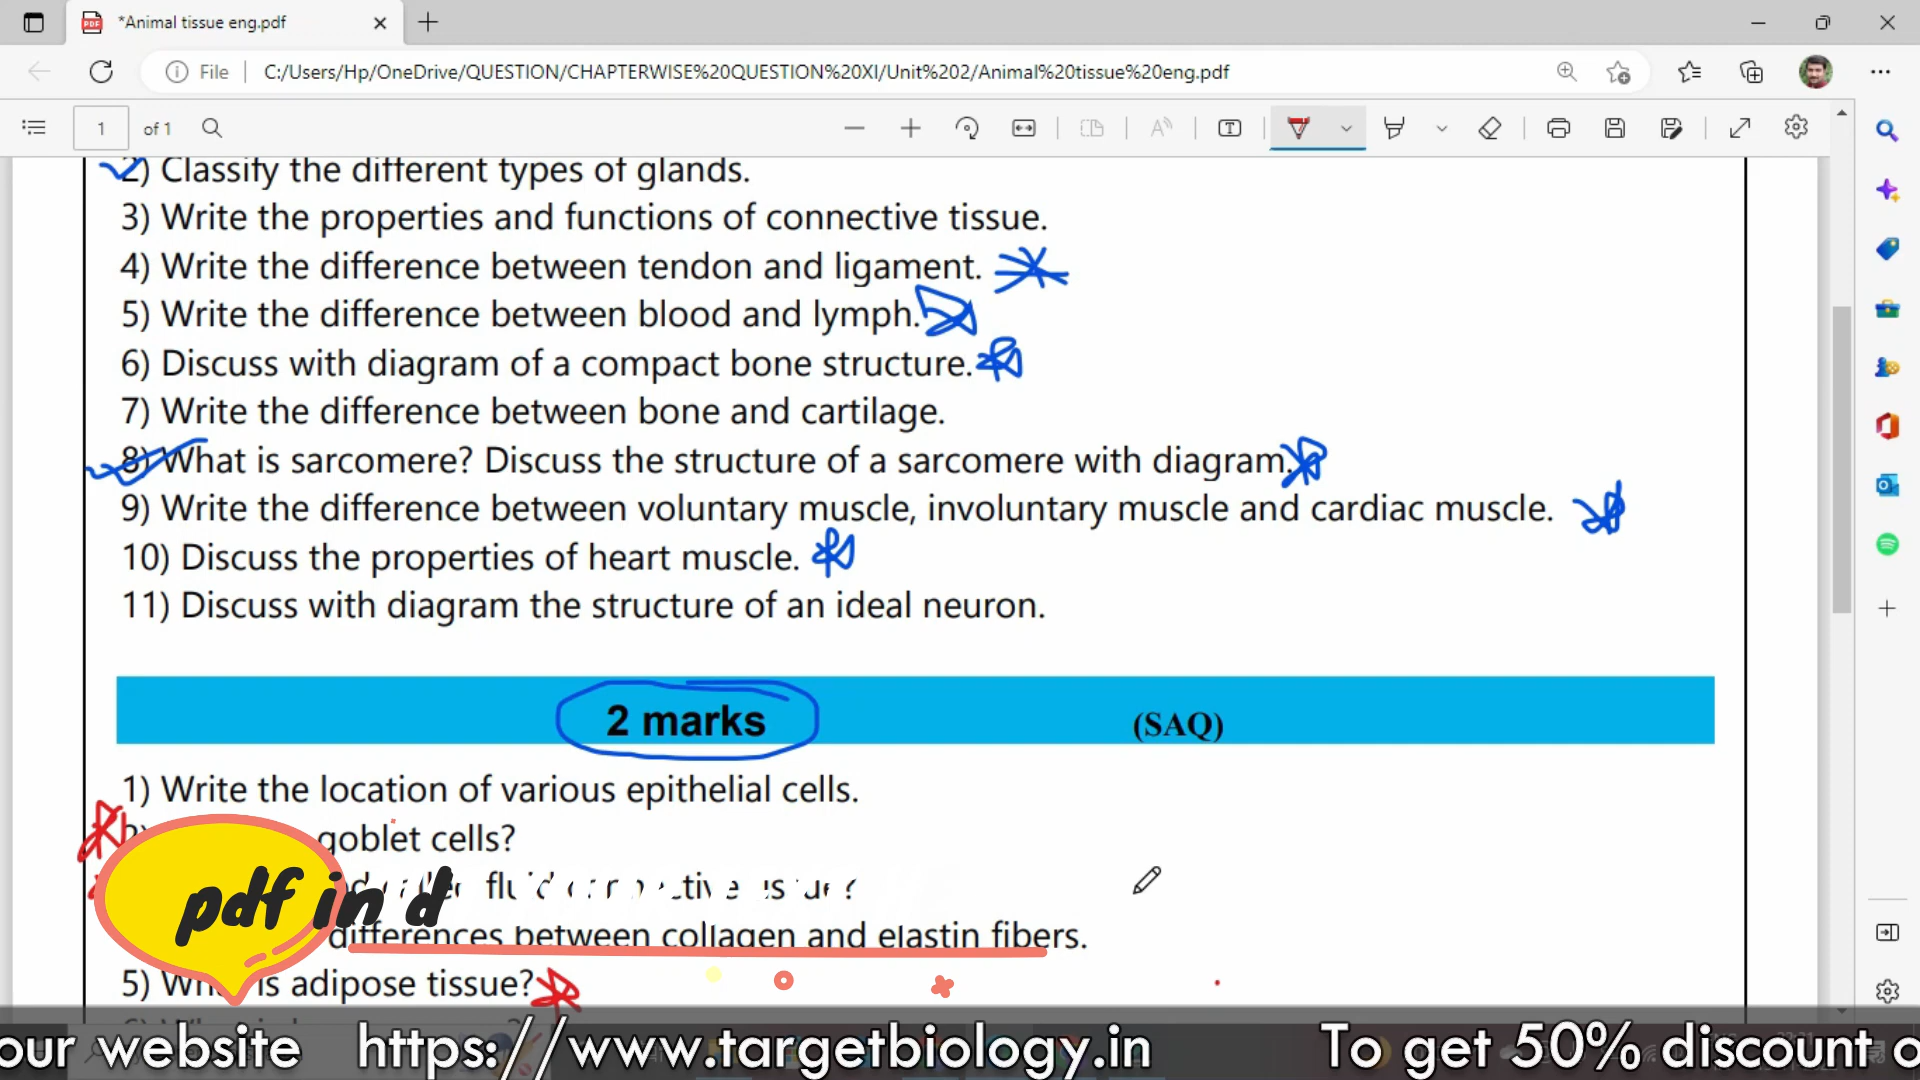 *Animal tissue eng.pdf
File
C:/Users/Hp/OneDrive/QUESTION/CHAPTERWISE%20QUESTION%20XI/Unit%202/Animal%20tissue%20eng.pdf
1 of 1
2) Classify the different types of glands.
3) Write the properties and functions of connective tissue.
4) Write the difference between tendon and ligament.
5) Write the difference between blood and lymph.
6) Discuss with diagram of a compact bone structure.
7) Write the difference between bone and cartilage.
8) What is sarcomere? Discuss the structure of a sarcomere with diagram.
9) Write the difference between voluntary muscle, involuntary muscle and cardiac muscle.
10) Discuss the properties of heart muscle.
11) Discuss with diagram the structure of an ideal neuron.
2 marks (SAQ)
1) Write the location of various epithelial cells.
goblet cells?
pdf in d
differences between collagen and elastin fibers.
5) What is adipose tissue?
our website https://www.targetbiology.in To get 50% discount